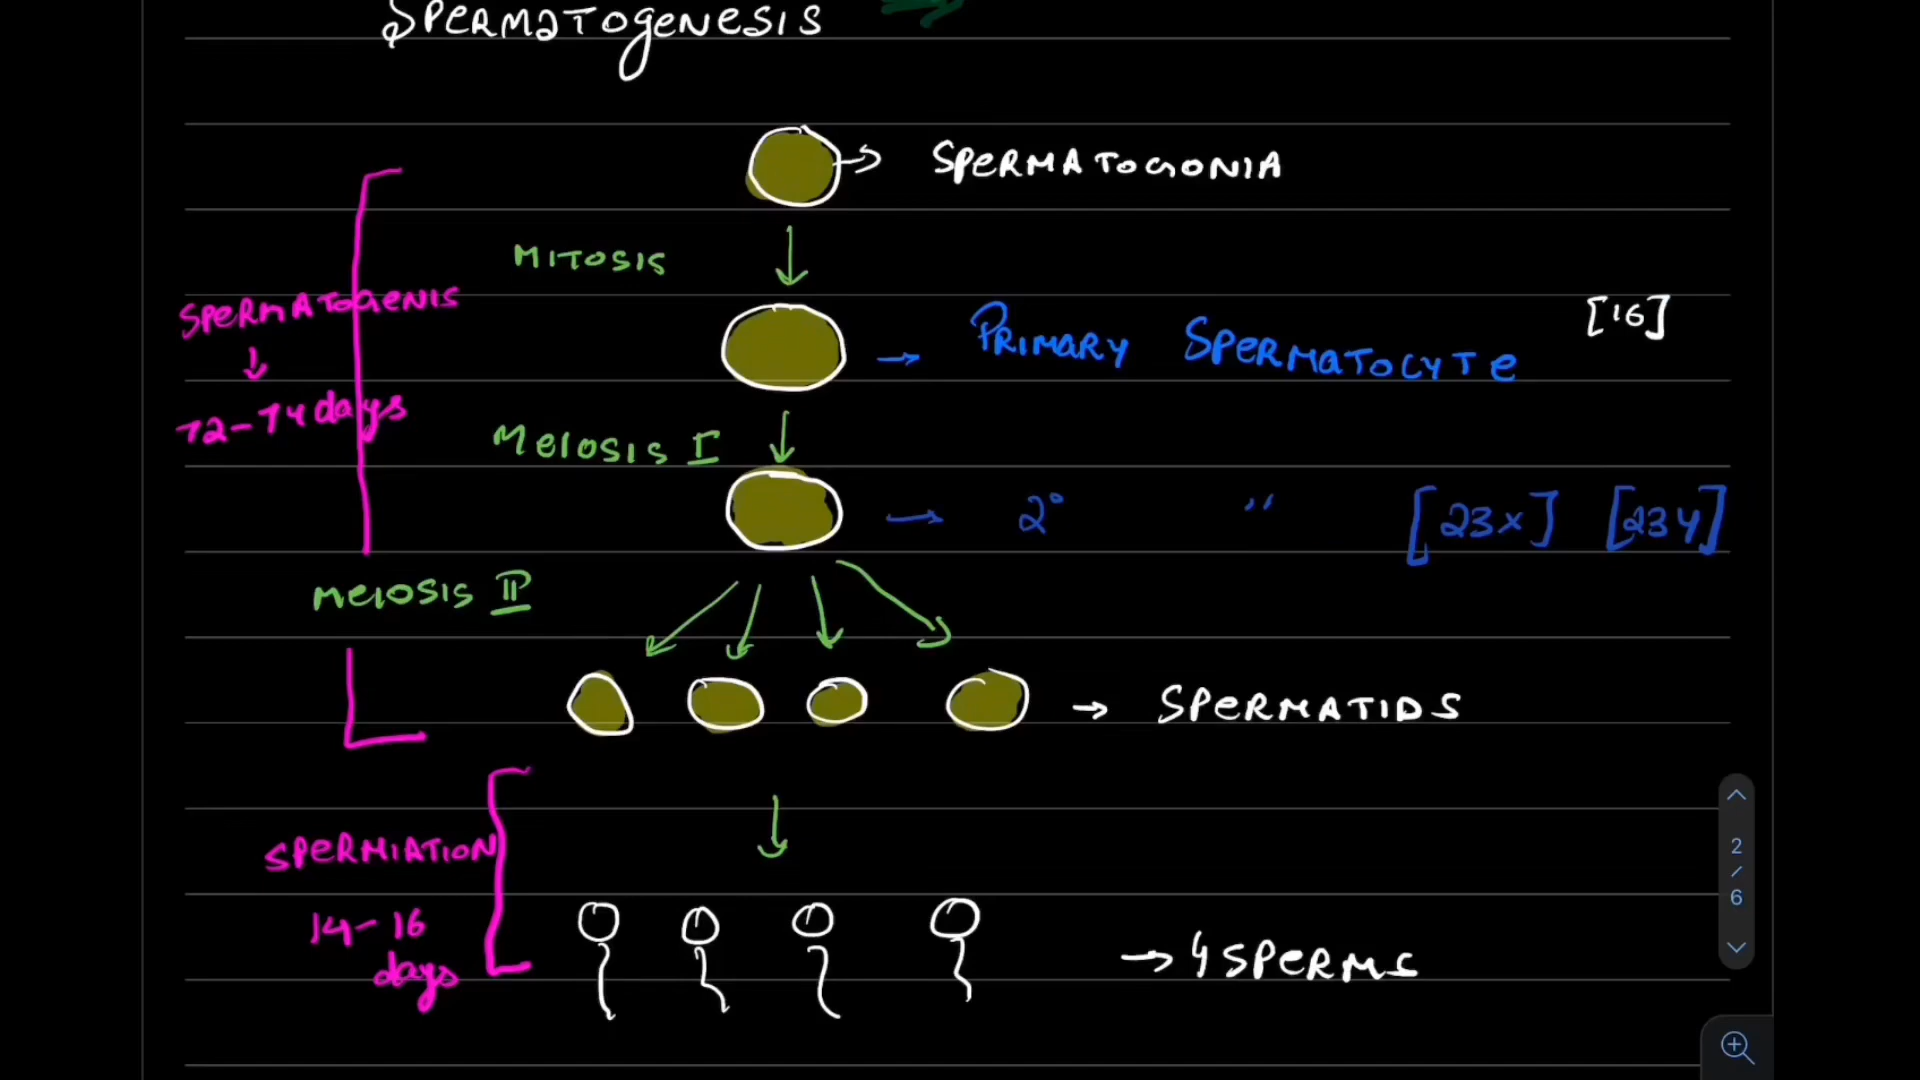 SPERMATOGENESIS
→ SPERMATOGONIA
MITOSIS
SPERMATOGENIS
↓
72-74 days
→ PRIMARY SPERMATOCYTE [16]
MEIOSIS I
→ 2° " [23x] [23y]
MEIOSIS II
→ SPERMATIDS
SPERMIATION
14-16
days
→ 4 SPERMS
2
/
6